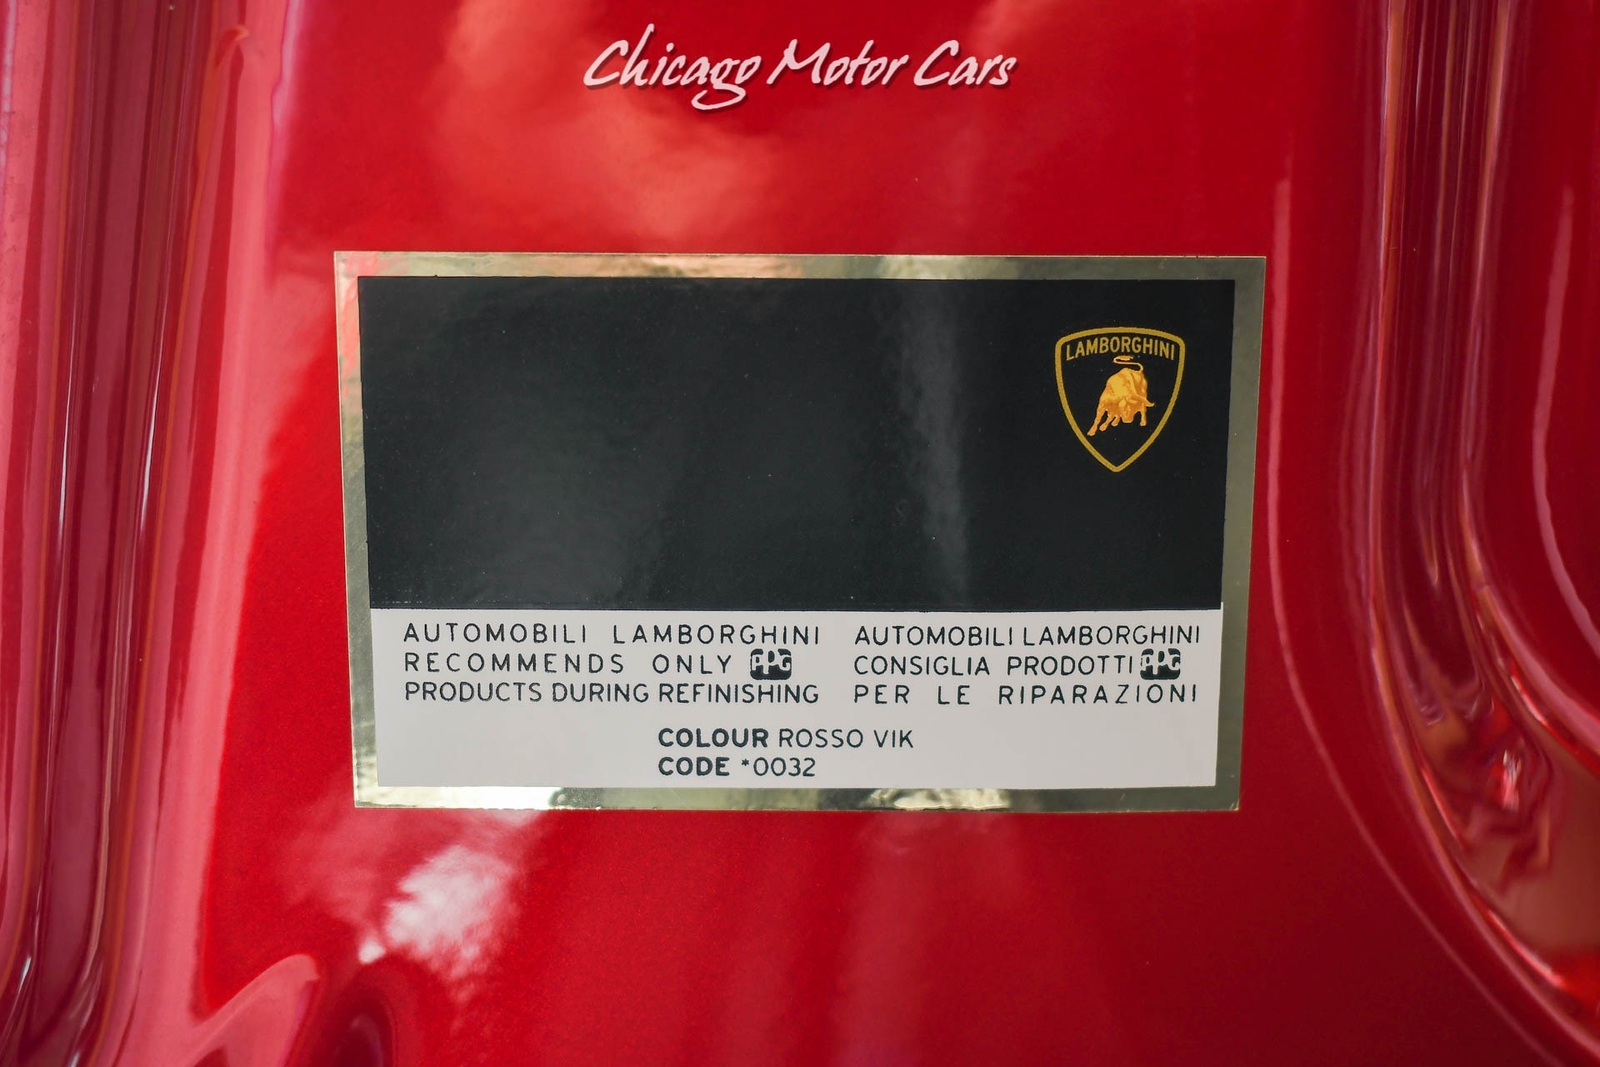 Chicago Motor Cars
LAMBORGHINI
AUTOMOBILI LAMBORGHINI
RECOMMENDS ONLY PPG
PRODUCTS DURING REFINISHING
AUTOMOBILI LAMBORGHINI
CONSIGLIA PRODOTTI PPG
PER LE RIPARAZIONI
COLOUR ROSSO VIK
CODE *0032